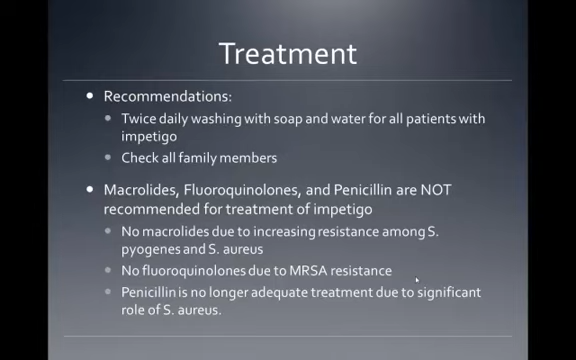 Treatment
Recommendations:
Twice daily washing with soap and water for all patients with
impetigo
Check all family members
Macrolides, Fluoroquinolones, and Penicillin are NOT
recommended for treatment of impetigo
No macrolides due to increasing resistance among S.
pyogenes and S. aureus
No fluoroquinolones due to MRSA resistance
Penicillin is no longer adequate treatment due to significant
role of S. aureus.